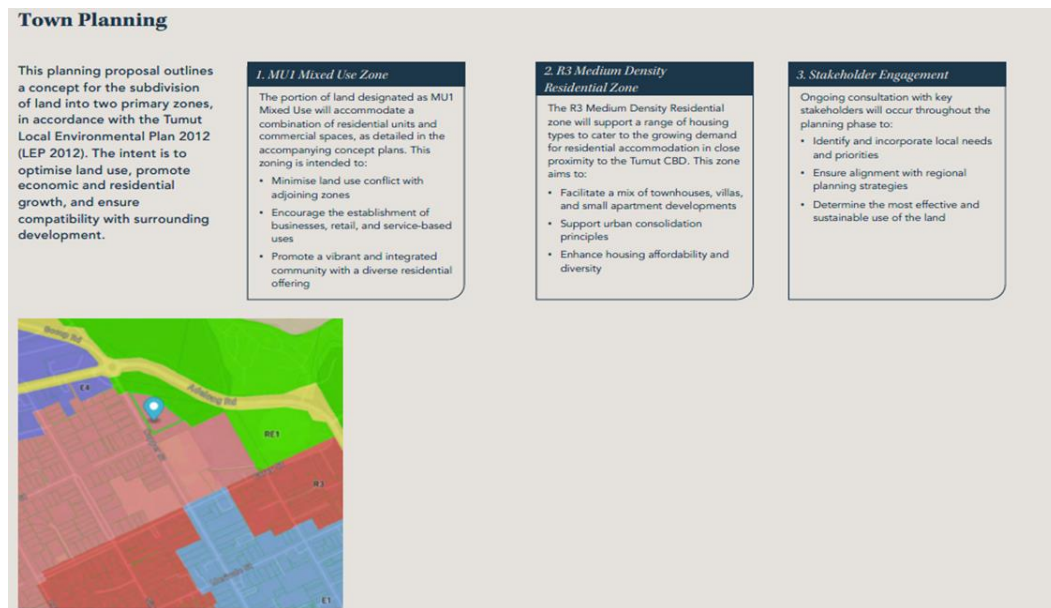 Town Planning
This planning proposal outlines
a concept for the subdivision
of land into two primary zones,
in accordance with the Tumut
Local Environmental Plan 2012
(LEP 2012). The intent is to
optimise land use, promote
economic and residential
growth, and ensure
compatibility with surrounding
development.
1. MU1 Mixed Use Zone
The portion of land designated as MU1
Mixed Use will accommodate a
combination of residential units and
commercial spaces, as detailed in the
accompanying concept plans. This
zoning is intended to:
• Minimise land use conflict with
adjoining zones
• Encourage the establishment of
businesses, retail, and service-based
uses
• Promote a vibrant and integrated
community with a diverse residential
offering
2. R3 Medium Density
Residential Zone
The R3 Medium Density Residential
zone will support a range of housing
types to cater to the growing demand
for residential accommodation in close
proximity to the Tumut CBD. This zone
aims to:
• Facilitate a mix of townhouses, villas,
and small apartment developments
• Support urban consolidation
principles
• Enhance housing affordability and
diversity
3. Stakeholder Engagement
Ongoing consultation with key
stakeholders will occur throughout the
planning phase to:
• Identify and incorporate local needs
and priorities
• Ensure alignment with regional
planning strategies
• Determine the most effective and
sustainable use of the land
E4
RE1
R3
E1